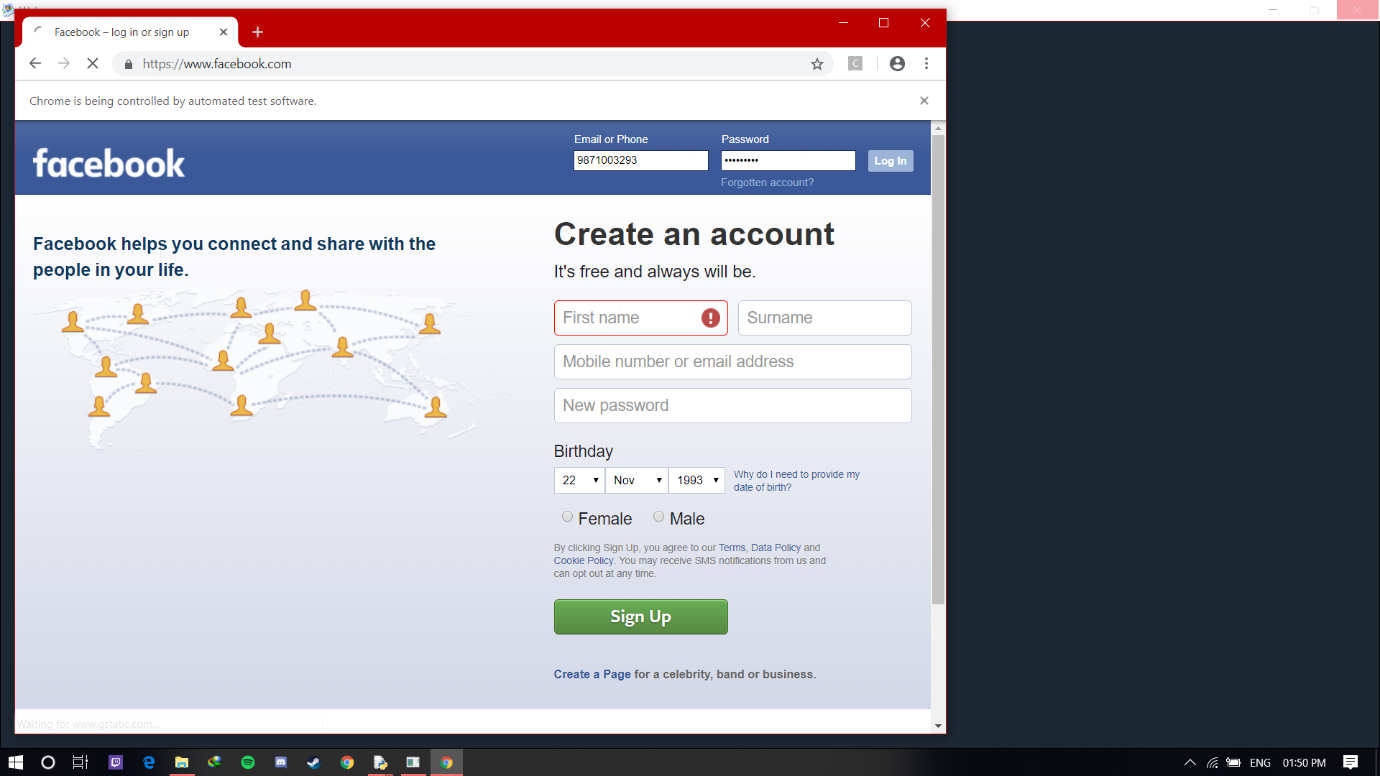 Facebook – log in or sign up
https://www.facebook.com
C
Chrome is being controlled by automated test software.
facebook
Email or Phone
Password
9871003293
•••••••••
Log In
Forgotten account?
Facebook helps you connect and share with the
people in your life.
Create an account
It's free and always will be.
First name
Surname
Mobile number or email address
New password
Birthday
22
Nov
1993
Why do I need to provide my
date of birth?
Female
Male
By clicking Sign Up, you agree to our Terms, Data Policy and
Cookie Policy. You may receive SMS notifications from us and
can opt out at any time.
Sign Up
Create a Page for a celebrity, band or business.
Waiting for www.gstatic.com...
ENG
01:50 PM